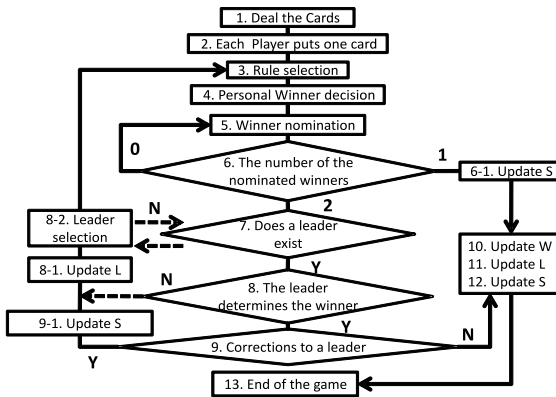 1. Deal the Cards
2. Each Player puts one card
3. Rule selection
4. Personal Winner decision
5. Winner nomination
0
1
6. The number of the
nominated winners
6-1. Update S
2
N
8-2. Leader
selection
7. Does a leader
exist
10. Update W
11. Update L
12. Update S
8-1. Update L
Y
N
8. The leader
determines the winner
9-1. Update S
Y
N
9. Corrections to a leader
Y
13. End of the game